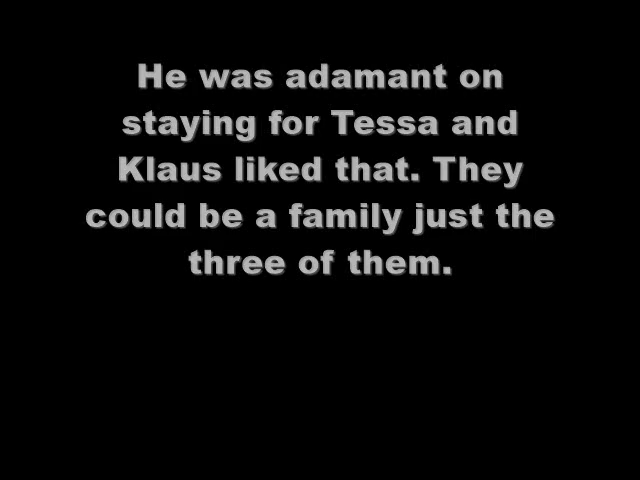 He was adamant on
staying for Tessa and
Klaus liked that. They
could be a family just the
three of them.